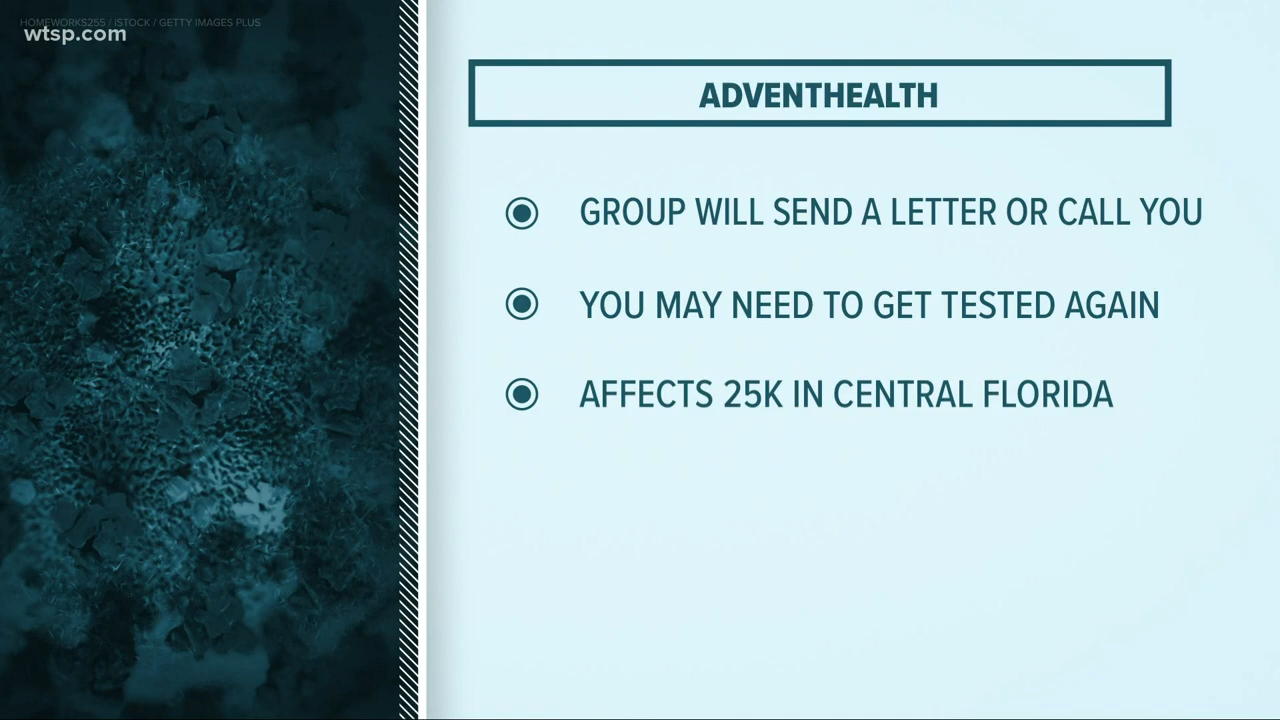 HOMEWORKS255 / iSTOCK / GETTY IMAGES PLUS
wtsp.com
ADVENTHEALTH
GROUP WILL SEND A LETTER OR CALL YOU
YOU MAY NEED TO GET TESTED AGAIN
AFFECTS 25K IN CENTRAL FLORIDA